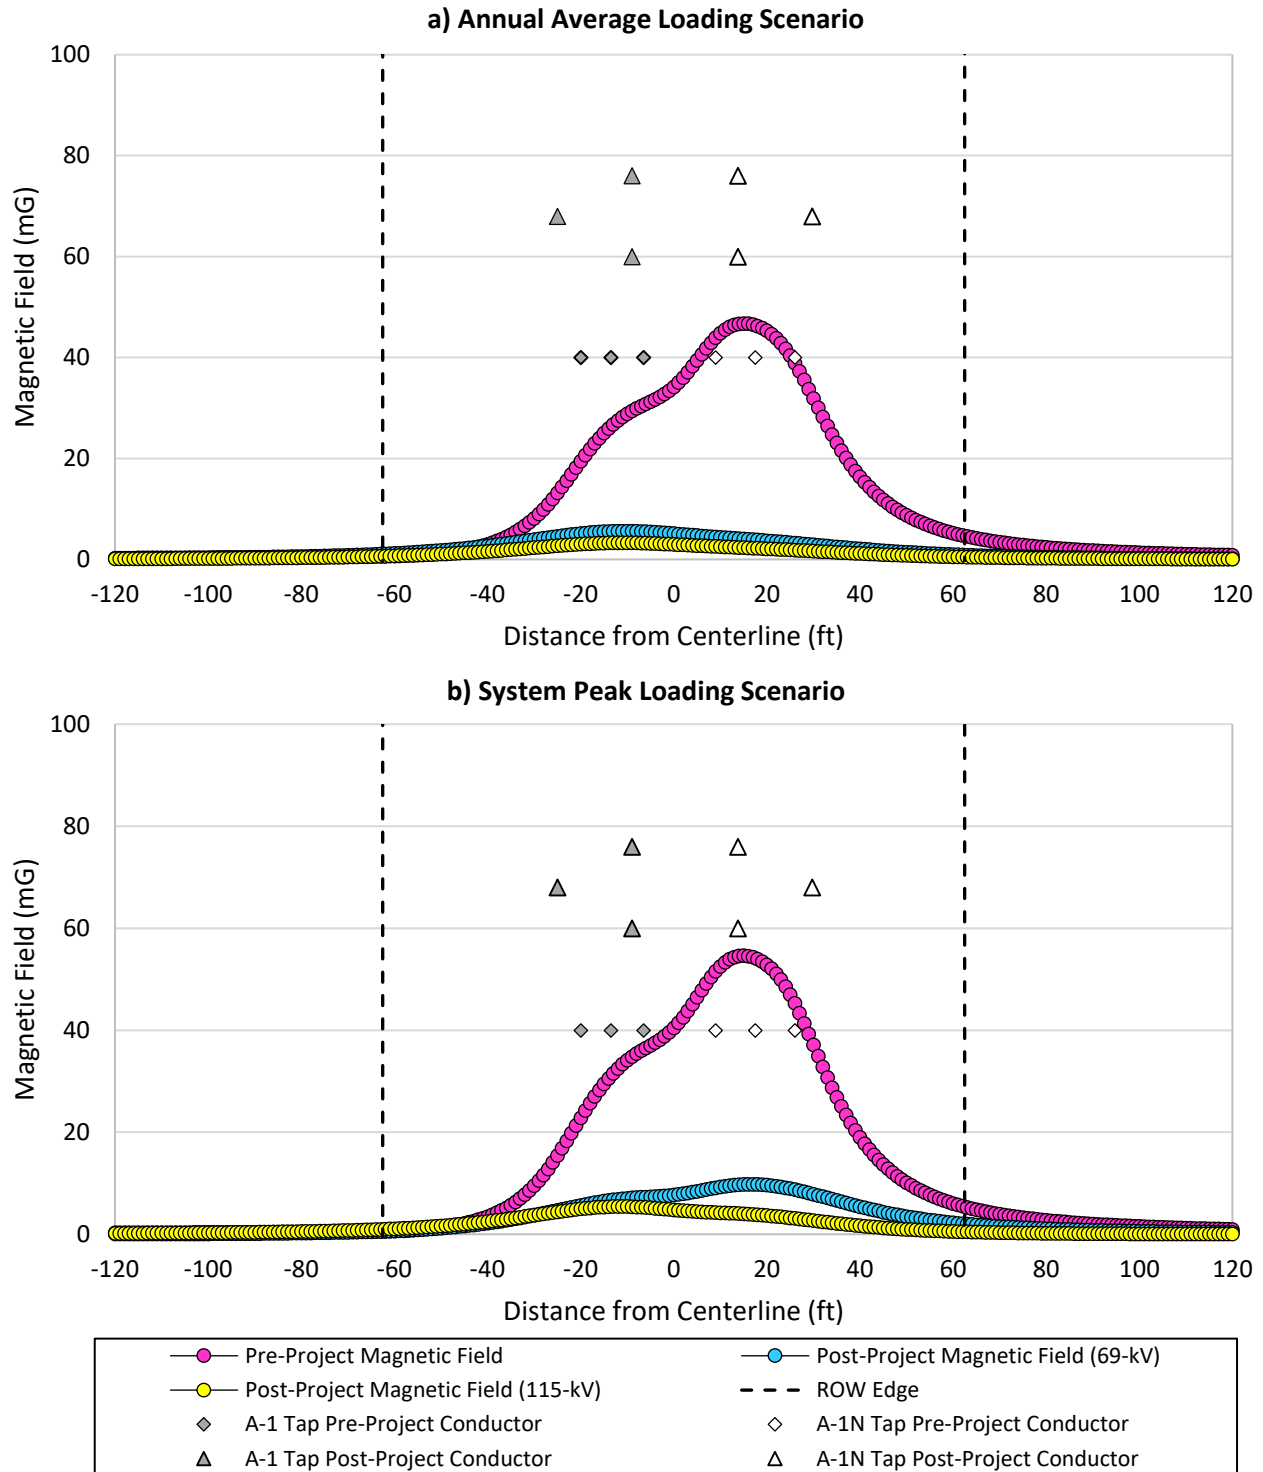 a) Annual Average Loading Scenario
100
80
60
40
20
0
Magnetic Field (mG)
-120 -100 -80 -60 -40 -20 0 20 40 60 80 100 120
Distance from Centerline (ft)
b) System Peak Loading Scenario
100
80
60
40
20
0
Magnetic Field (mG)
-120 -100 -80 -60 -40 -20 0 20 40 60 80 100 120
Distance from Centerline (ft)
Pre-Project Magnetic Field Post-Project Magnetic Field (69-kV)
Post-Project Magnetic Field (115-kV) ROW Edge
A-1 Tap Pre-Project Conductor A-1N Tap Pre-Project Conductor
A-1 Tap Post-Project Conductor A-1N Tap Post-Project Conductor